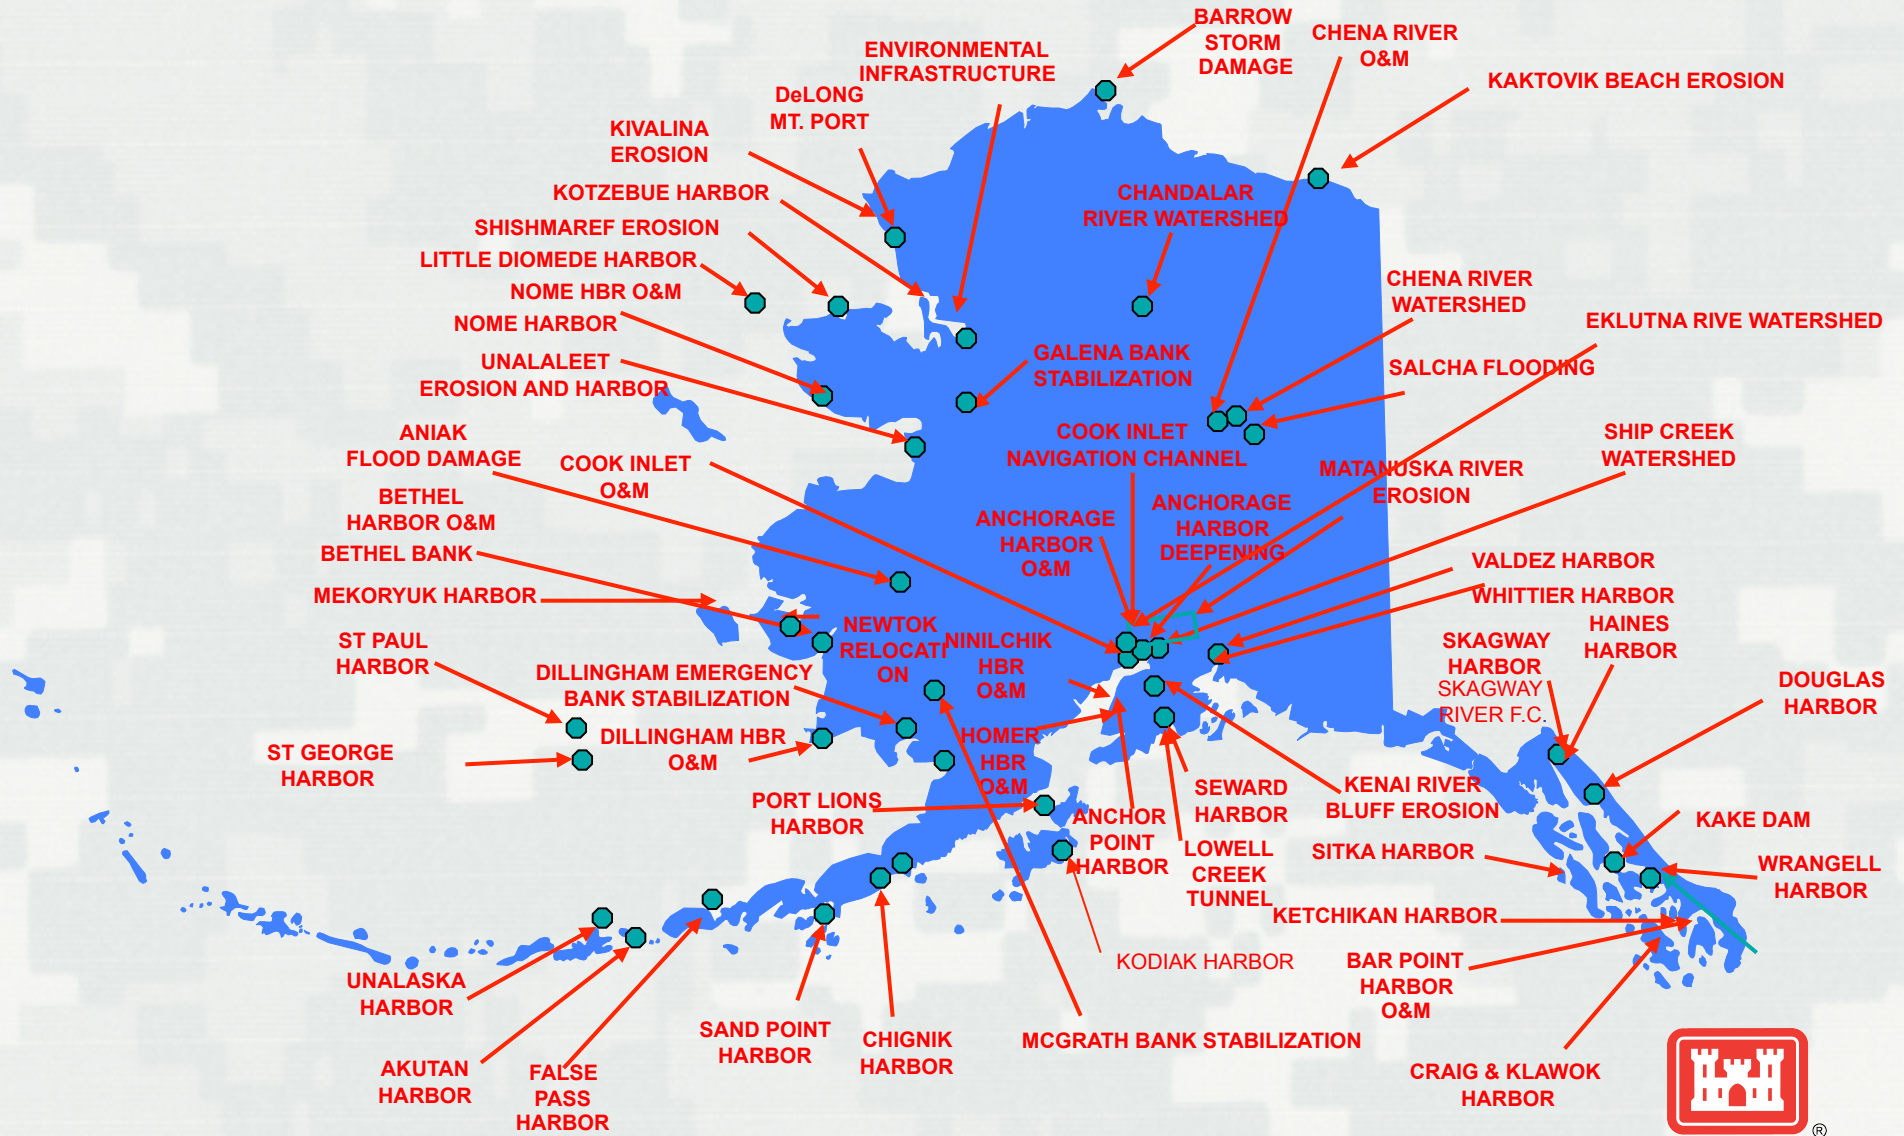 BARROW
STORM
DAMAGE
CHENA RIVER
O&M
ENVIRONMENTAL
INFRASTRUCTURE
KAKTOVIK BEACH EROSION
DeLONG
MT. PORT
KIVALINA
EROSION
KOTZEBUE HARBOR
CHANDALAR
RIVER WATERSHED
SHISHMAREF EROSION
LITTLE DIOMEDE HARBOR
NOME HBR O&M
NOME HARBOR
CHENA RIVER
WATERSHED
EKLUTNA RIVE WATERSHED
UNALALEET
EROSION AND HARBOR
GALENA BANK
STABILIZATION
SALCHA FLOODING
ANIAK
FLOOD DAMAGE
COOK INLET
O&M
COOK INLET
NAVIGATION CHANNEL
MATANUSKA RIVER
EROSION
SHIP CREEK
WATERSHED
BETHEL
HARBOR O&M
ANCHORAGE
HARBOR
O&M
ANCHORAGE
HARBOR
DEEPENING
BETHEL BANK
VALDEZ HARBOR
MEKORYUK HARBOR
WHITTIER HARBOR
HAINES
HARBOR
ST PAUL
HARBOR
NEWTOK
RELOCATI
ON
NINILCHIK
HBR
O&M
SKAGWAY
HARBOR
SKAGWAY
RIVER F.C.
DILLINGHAM EMERGENCY
BANK STABILIZATION
DOUGLAS
HARBOR
ST GEORGE
HARBOR
DILLINGHAM HBR
O&M
HOMER
HBR
O&M
PORT LIONS
HARBOR
SEWARD
HARBOR
KENAI RIVER
BLUFF EROSION
ANCHOR
POINT
HARBOR
LOWELL
CREEK
TUNNEL
KAKE DAM
SITKA HARBOR
WRANGELL
HARBOR
KETCHIKAN HARBOR
KODIAK HARBOR
BAR POINT
HARBOR
O&M
UNALASKA
HARBOR
SAND POINT
HARBOR
CHIGNIK
HARBOR
MCGRATH BANK STABILIZATION
AKUTAN
HARBOR
FALSE
PASS
HARBOR
CRAIG & KLAWOK
HARBOR
®